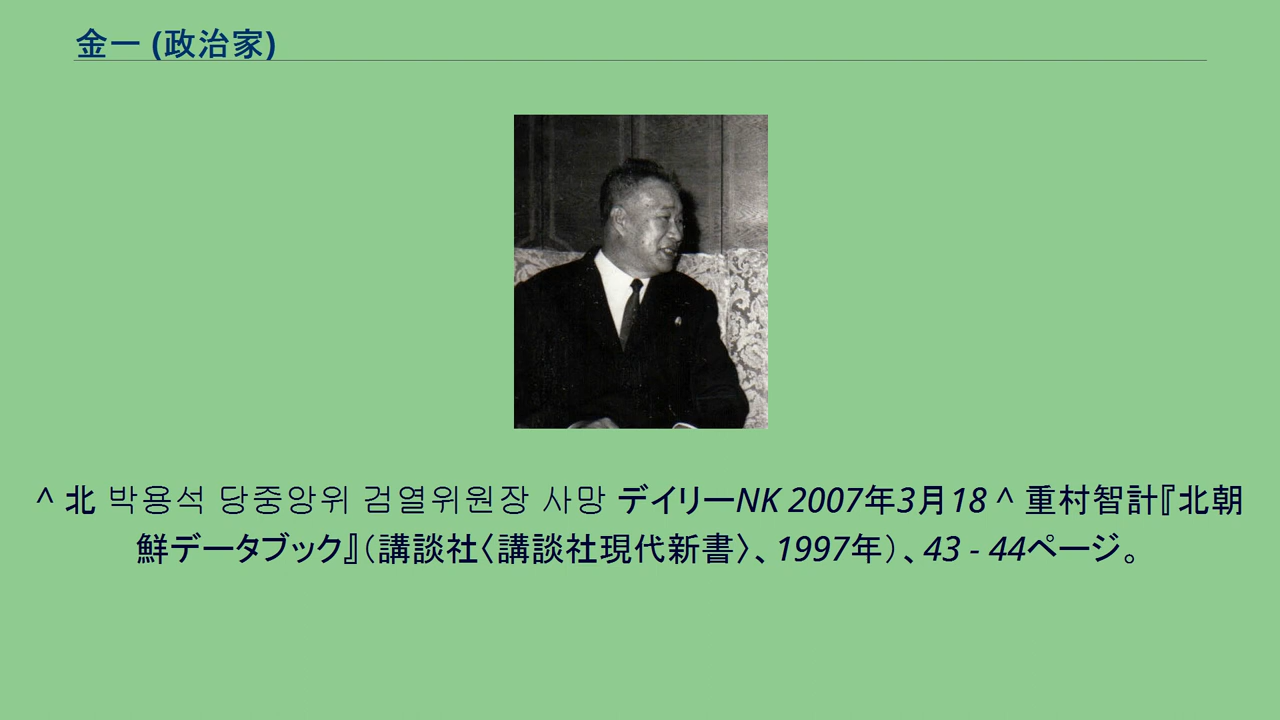 金一 (政治家)
^ 北 박용석 당중앙위 검열위원장 사망 デイリーNK 2007年3月18 ^ 重村智計『北朝
鮮データブック』（講談社〈講談社現代新書〉、1997年）、43 - 44ページ。